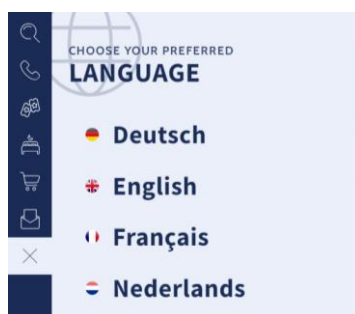 CHOOSE YOUR PREFERRED
LANGUAGE
Deutsch
English
Français
Nederlands